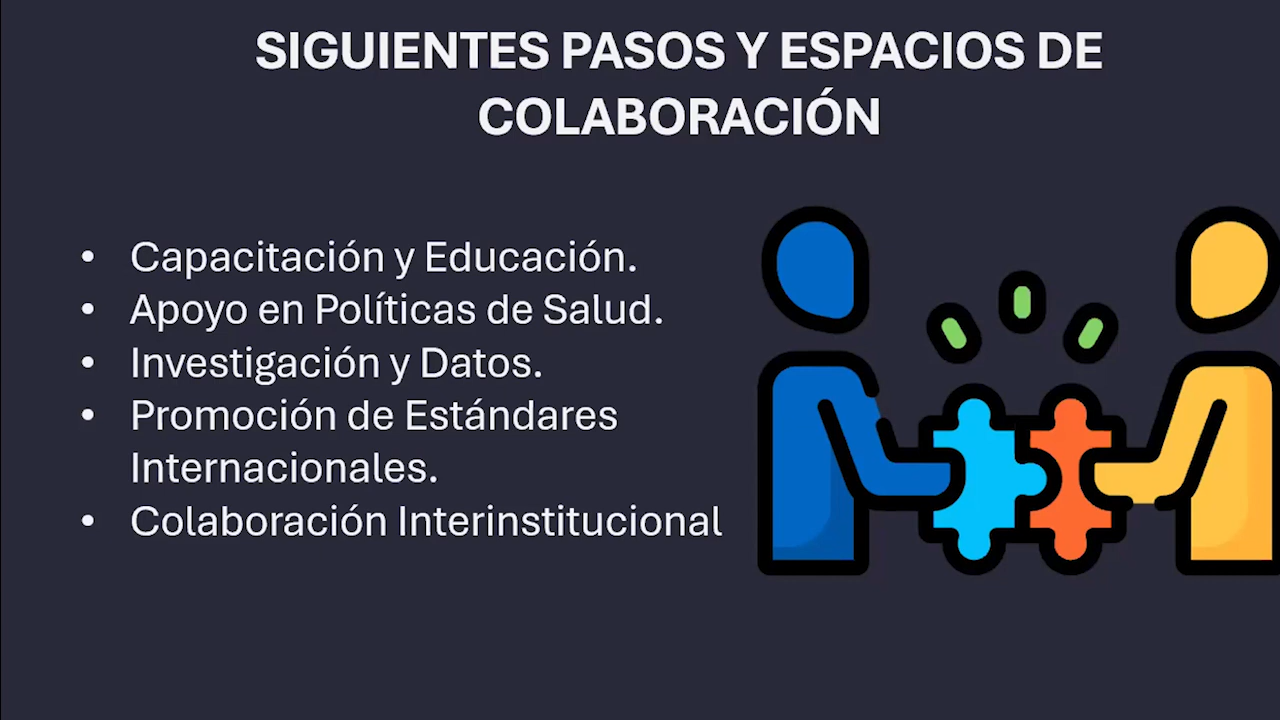 SIGUIENTES PASOS Y ESPACIOS DE
COLABORACIÓN
• Capacitación y Educación.
• Apoyo en Políticas de Salud.
• Investigación y Datos.
• Promoción de Estándares
Internacionales.
• Colaboración Interinstitucional